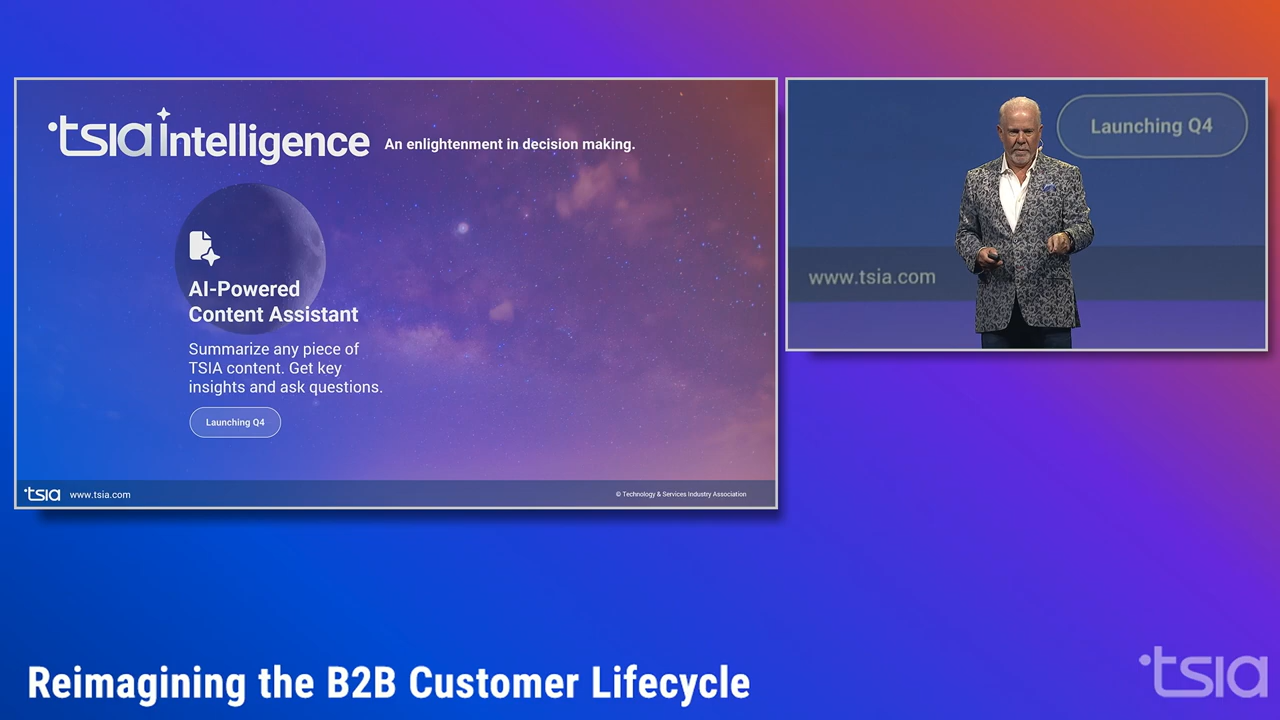 tsia intelligence An enlightenment in decision making.
AI-Powered
Content Assistant
Summarize any piece of
TSIA content. Get key
insights and ask questions.
Launching Q4
tsia www.tsia.com © Technology & Services Industry Association
Launching Q4
www.tsia.com
Reimagining the B2B Customer Lifecycle
tsia